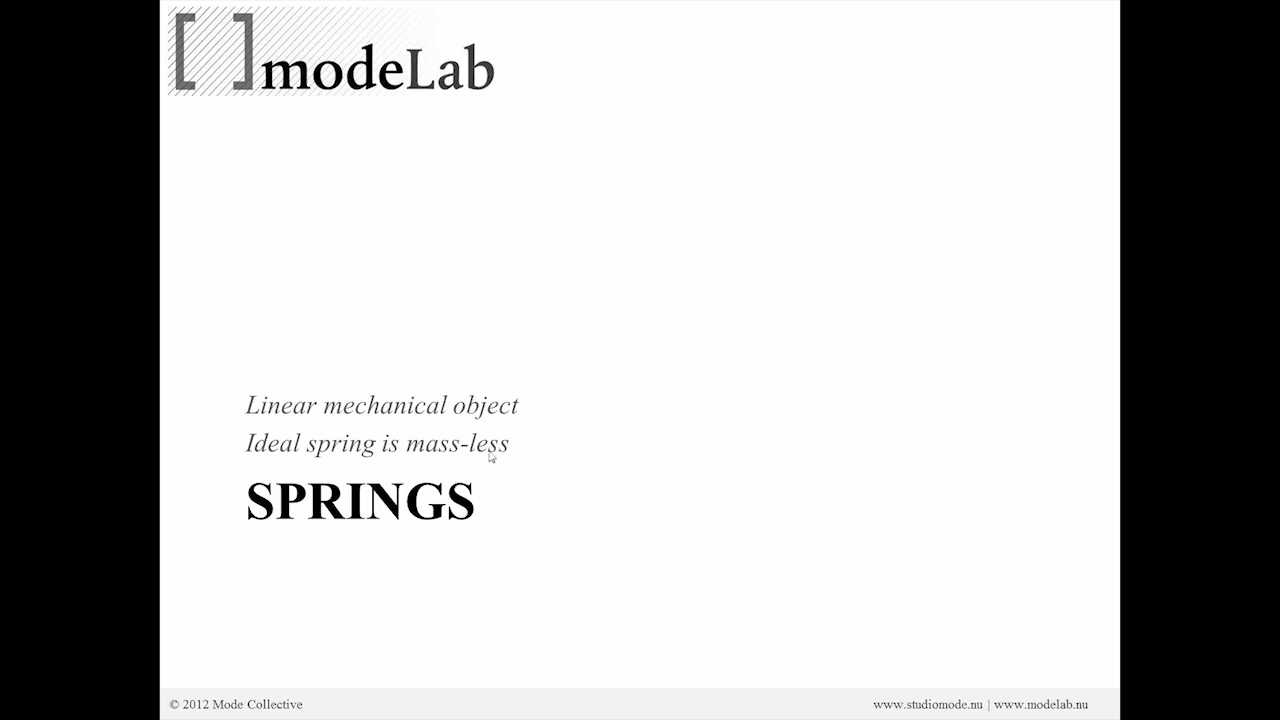 [ ] modeLab
Linear mechanical object
Ideal spring is mass-less
SPRINGS
© 2012 Mode Collective
www.studiomode.nu | www.modelab.nu